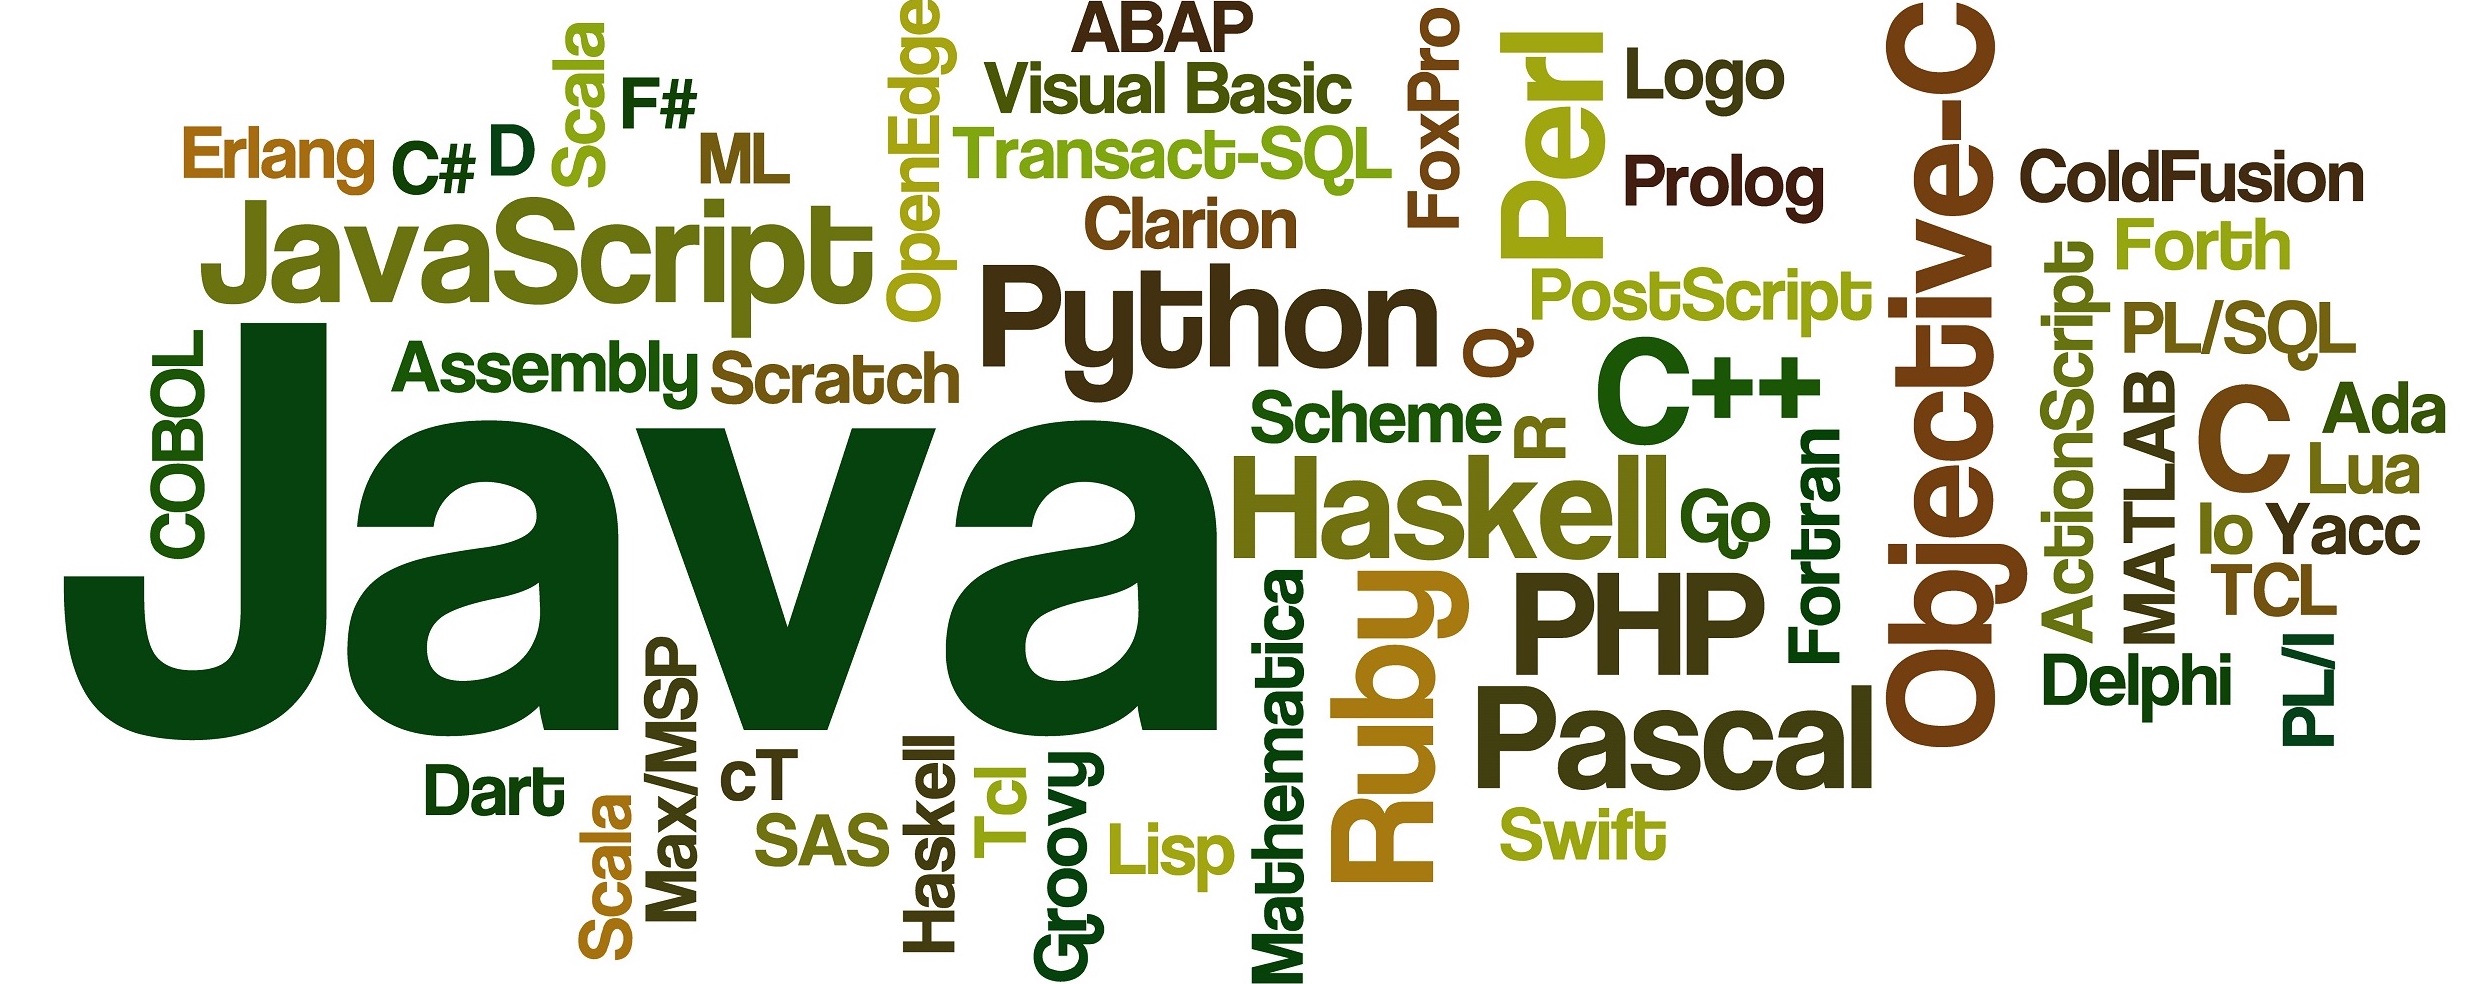 ABAP
Scala
OpenEdge
Visual Basic
FoxPro
Perl
Logo
Objective-C
F#
Erlang
C#
D
ML
Transact-SQL
Prolog
ColdFusion
JavaScript
Clarion
Forth
Python
PostScript
ActionScript
PL/SQL
COBOL
Java
Assembly
Scratch
Q
C++
MATLAB
C
Ada
Scheme
R
Lua
Haskell
Go
Fortran
Io
Yacc
Mathematica
Ruby
PHP
TCL
Max/MSP
Pascal
Delphi
PL/I
Dart
cT
Scala
SAS
Haskell
Tcl
Groovy
Lisp
Swift